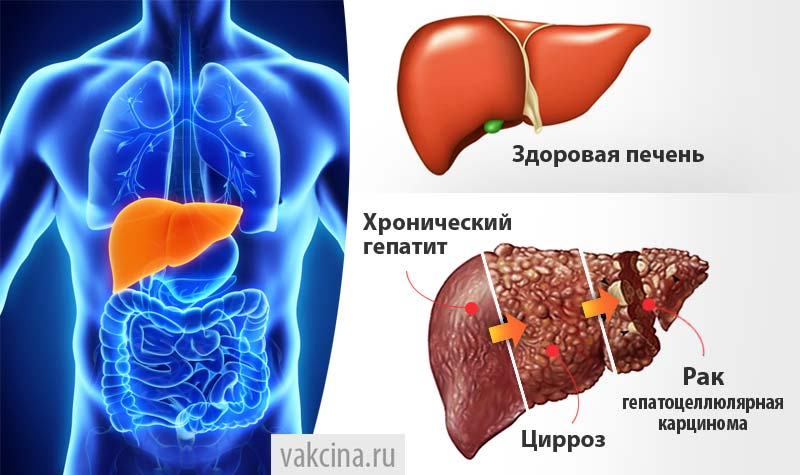 Здоровая печень
Хронический
гепатит
Рак
гепатоцеллюлярная
карцинома
Цирроз
vakcina.ru